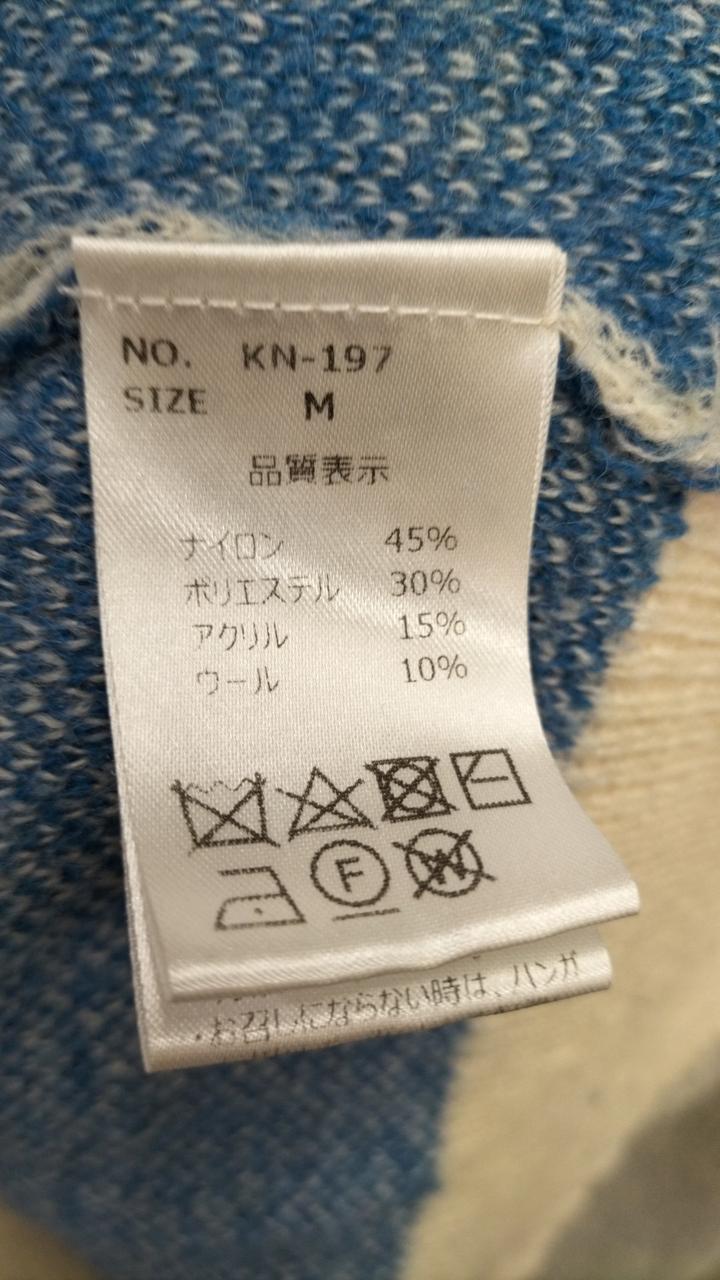 NO. KN-197
SIZE M
品質表示
ナイロン 45%
ポリエステル 30%
アクリル 15%
ウール 10%
F
W
・お召しにならない時は、ハンガ